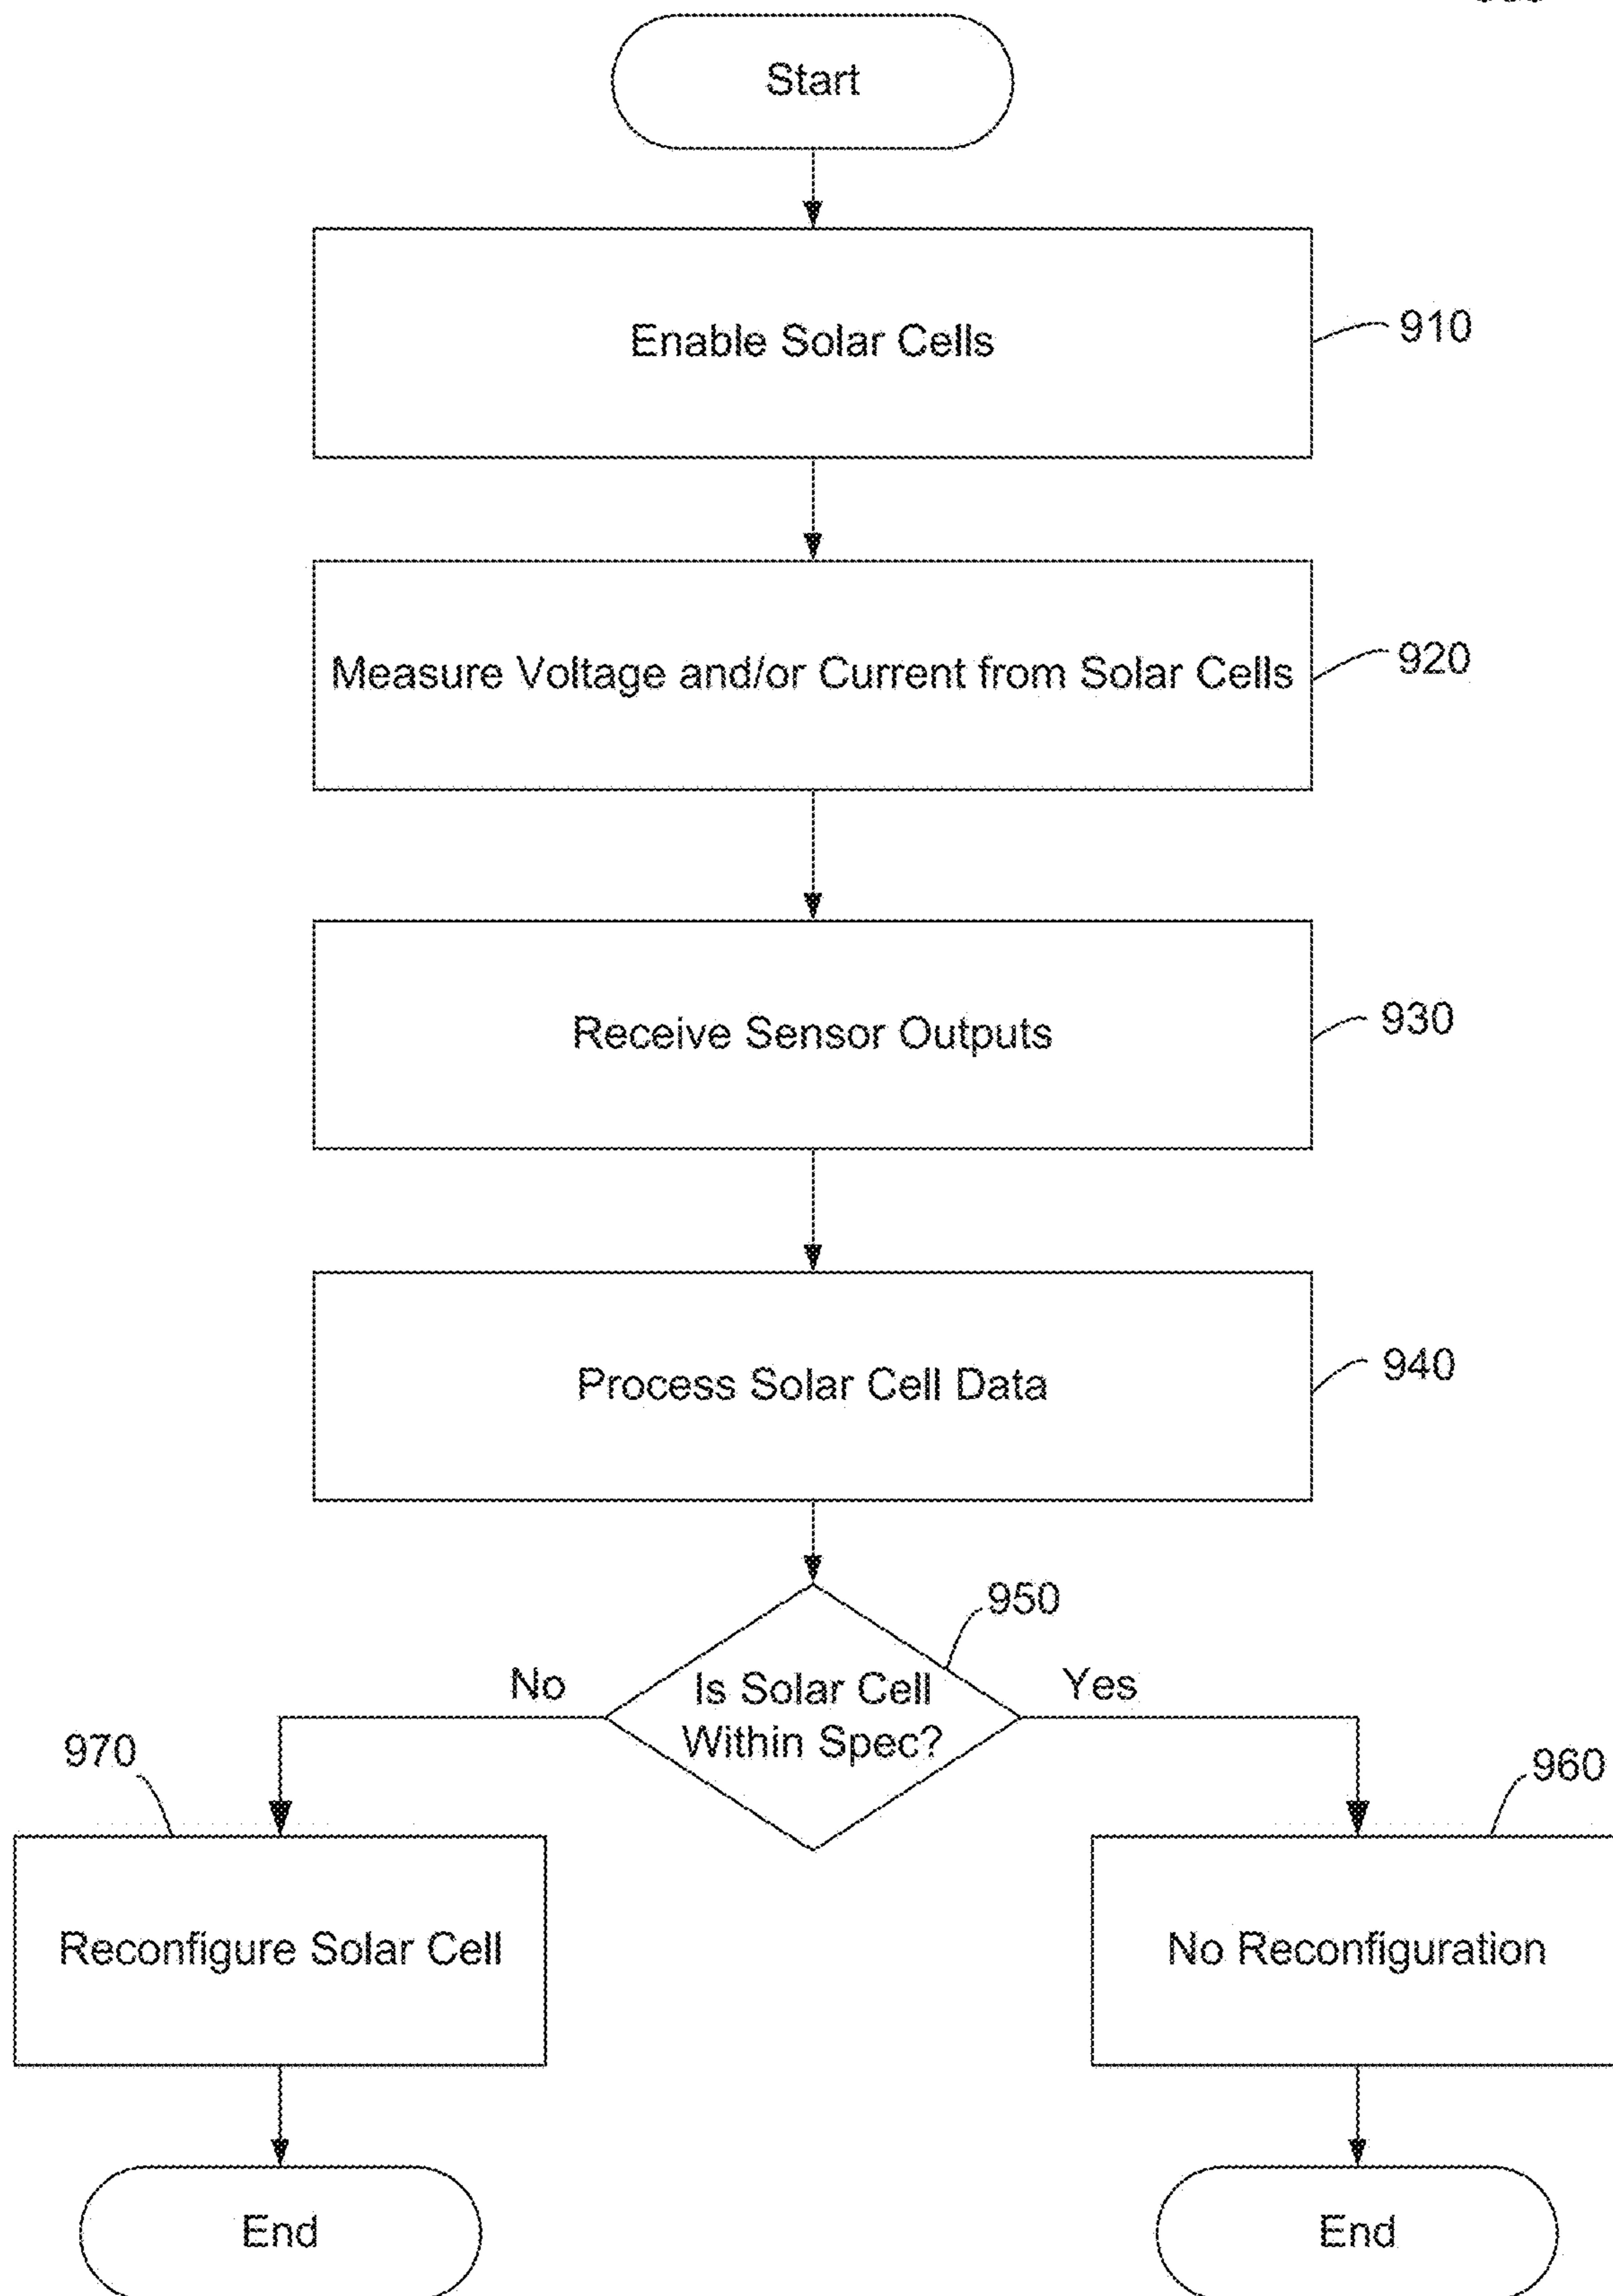 Start
Enable Solar Cells
910
Measure Voltage and/or Current from Solar Cells
920
Receive Sensor Outputs
930
Process Solar Cell Data
940
950
Is Solar Cell
Within Spec?
No
Yes
970
960
Reconfigure Solar Cell
No Reconfiguration
End
End